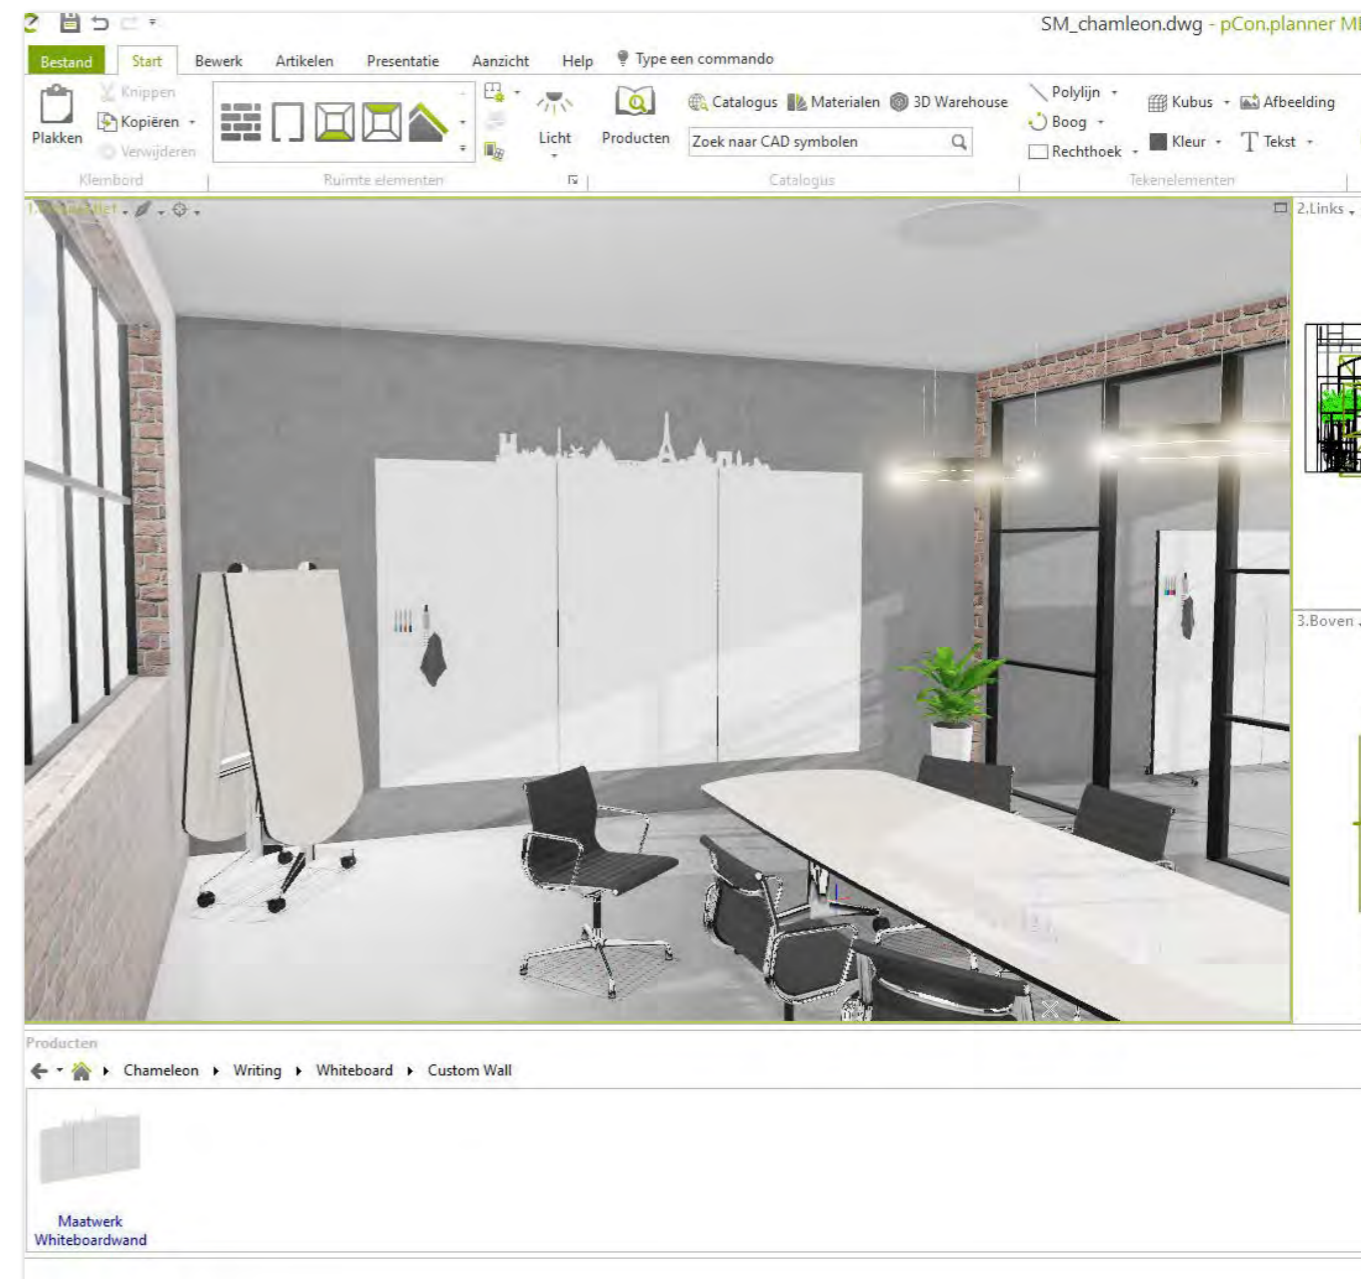 SM_chamleon.dwg - pCon.planner
Bestand Start Bewerk Artikelen Presentatie Aanzicht Help Type een commando
Plakken
Knippen
Kopiëren
Verwijderen
Klembord
Ruimte elementen
Licht
Producten
Catalogus Materialen 3D Warehouse
Zoek naar CAD symbolen
Catalogus
Polylijn
Boog
Rechthoek
Kubus Afbeelding
Kleur Tekst
Tekenelementen
2.Links
3.Boven
Producten
Chameleon Writing Whiteboard Custom Wall
Maatwerk
Whiteboardwand